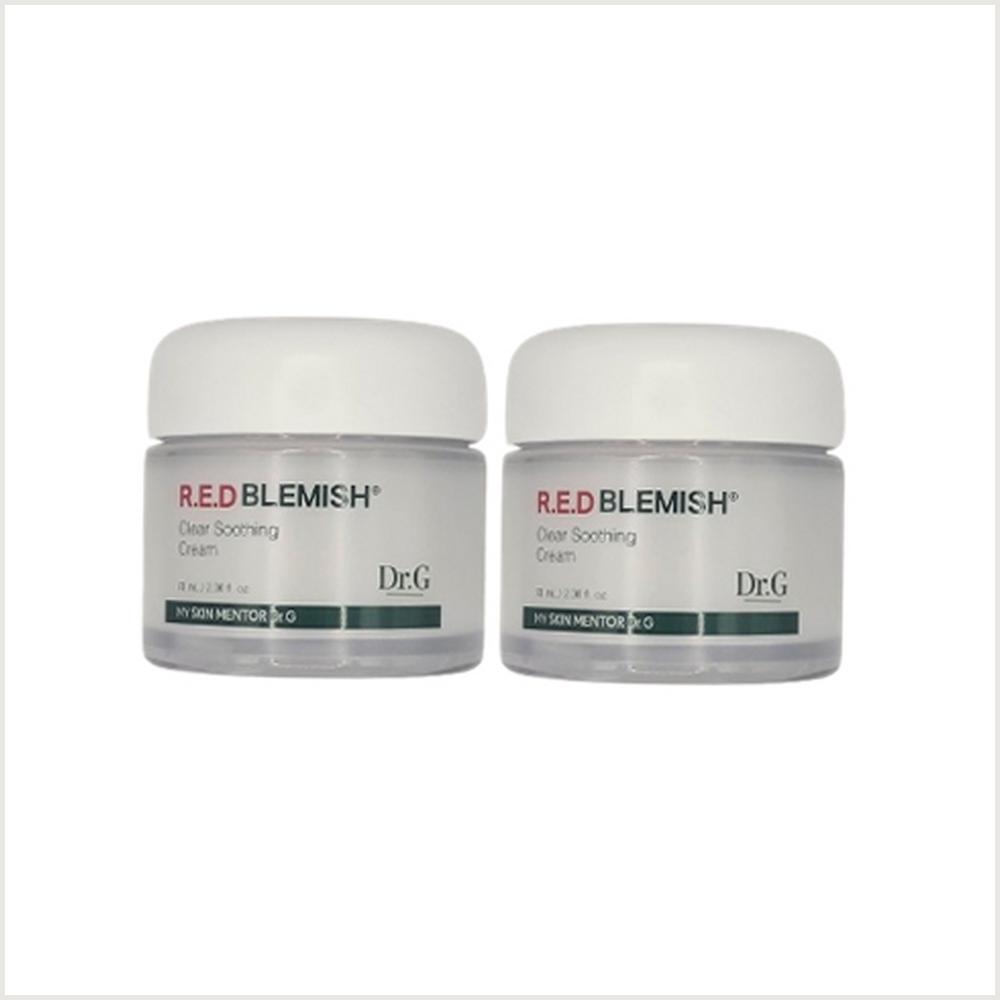 R.E.D BLEMISH®
Clear Soothing
Cream
Dr.G
MY SKIN MENTOR Dr.G
R.E.D BLEMISH®
Clear Soothing
Cream
Dr.G
MY SKIN MENTOR Dr.G